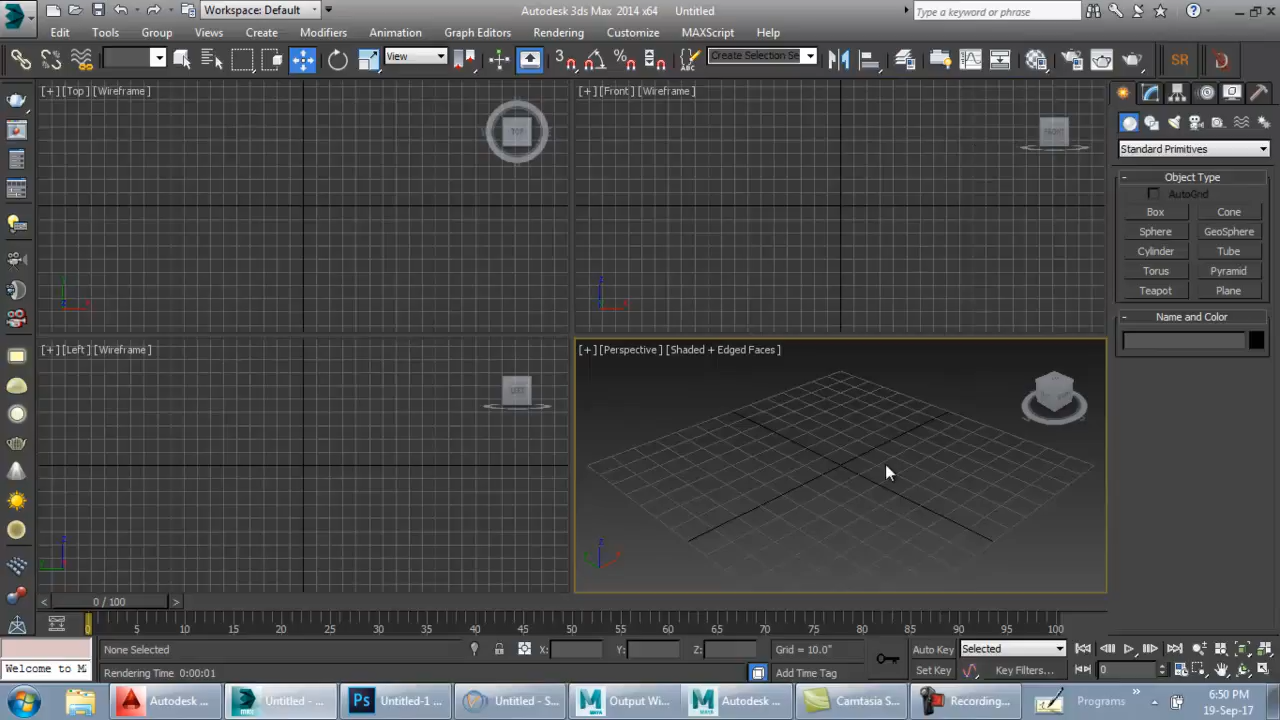 Workspace: Default
Autodesk 3ds Max 2014 x64
Untitled
Type a keyword or phrase
Edit
Tools
Group
Views
Create
Modifiers
Animation
Graph Editors
Rendering
Customize
MAXScript
Help
View
3
Create Selection Se
SR
[+][Top][Wireframe]
TOP
[+][Front][Wireframe]
FRONT
Standard Primitives
Object Type
AutoGrid
Box
Cone
Sphere
GeoSphere
Cylinder
Tube
Torus
Pyramid
Teapot
Plane
Name and Color
[+][Left][Wireframe]
LEFT
[+][Perspective][Shaded + Edged Faces]
< 0 / 100 >
0 5 10 15 20 25 30 35 40 45 50 55 60 65 70 75 80 85 90 95 100
None Selected
X:
Y:
Z:
Grid = 10.0"
Auto Key
Selected
Welcome to M
Rendering Time 0:00:01
Add Time Tag
Set Key
Key Filters...
0
Autodesk ...
Untitled - ...
Untitled-1 ...
Untitled - S...
Output Wi...
Autodesk ...
Camtasia S...
Recording...
Programs
6:50 PM
19-Sep-17